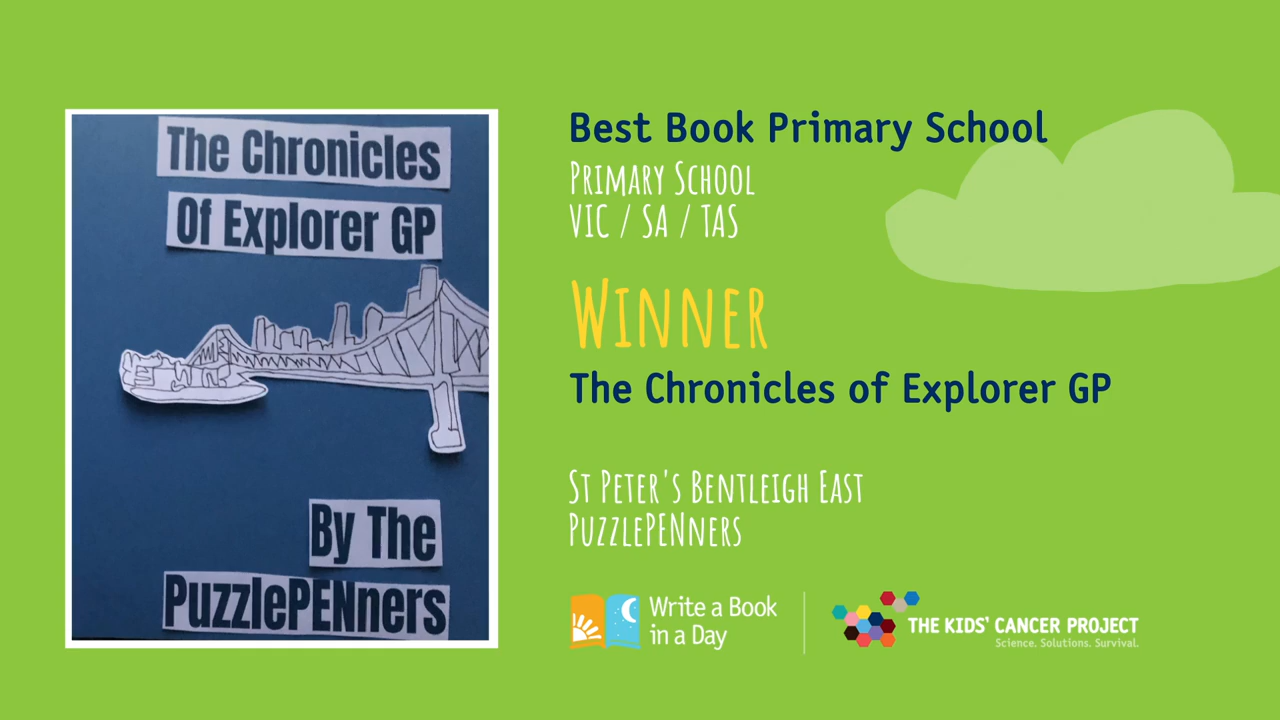 The Chronicles
Of Explorer GP
By The
PuzzlePENners
Best Book Primary School
Primary School
VIC / SA / TAS
Winner
The Chronicles of Explorer GP
St Peter's Bentleigh East
PuzzlePENners
Write a Book
in a Day
THE KIDS' CANCER PROJECT
Science. Solutions. Survival.